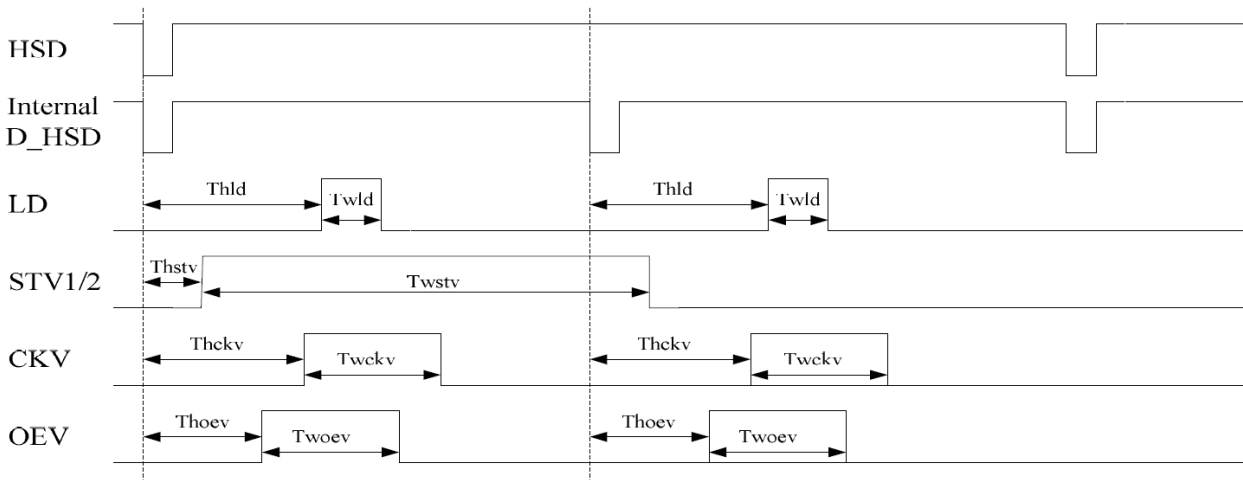 HSD
Internal
D_HSD
Thld Thld
LD Twld Twld
Thstv
STV1/2 Twstv
Thckv Thckv
CKV Twckv Twckv
Thoev Thoev
OEV Twoev Twoev